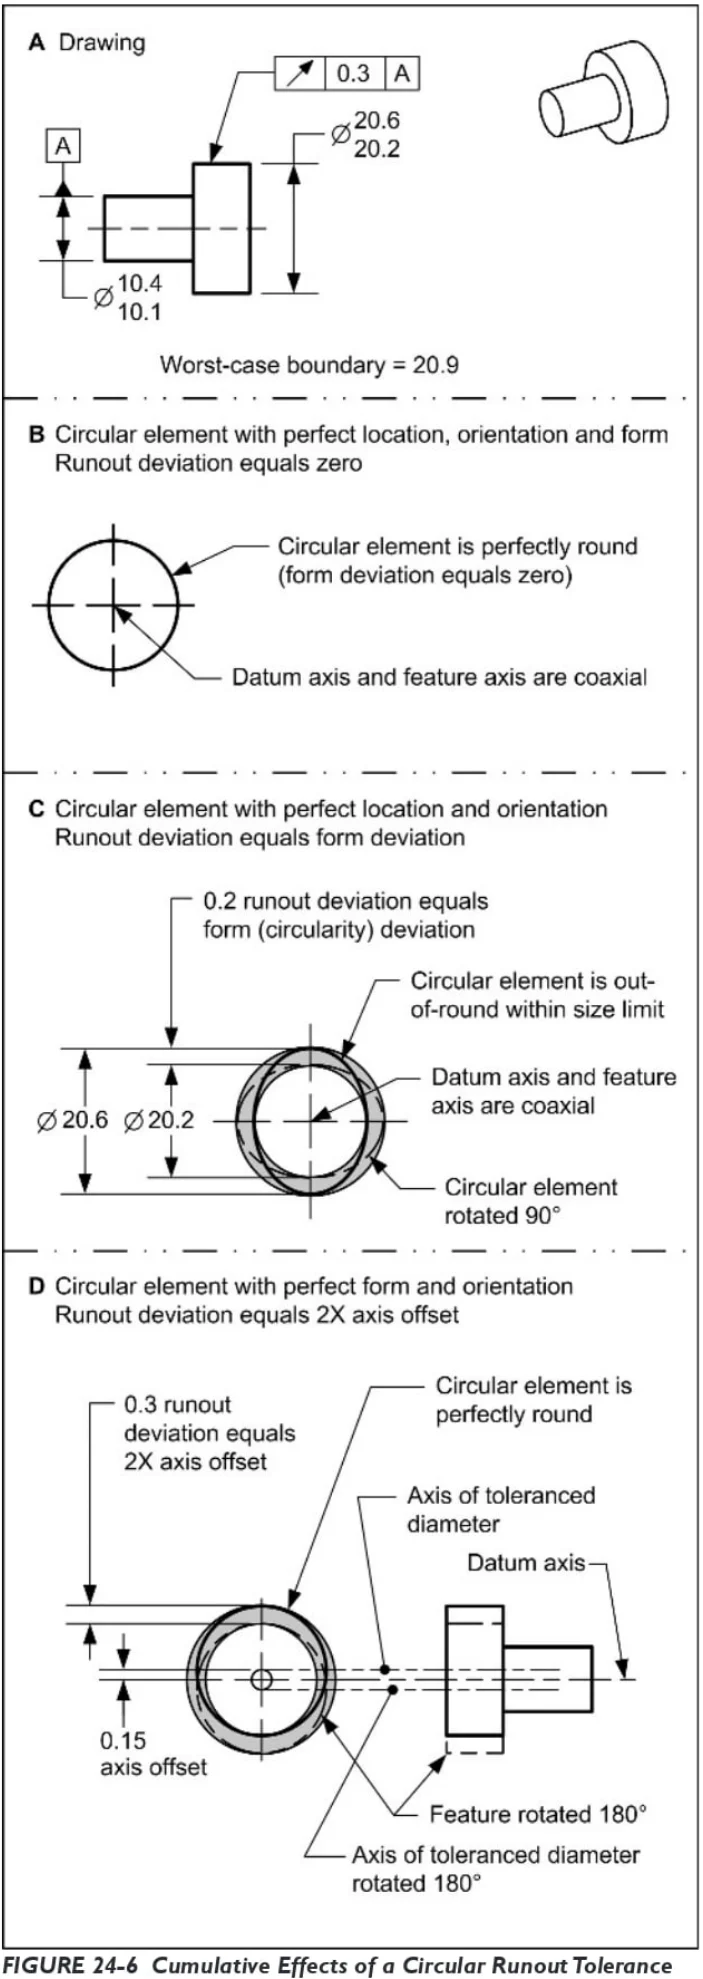 A Drawing
0.3 A
⌀20.6
20.2
A
⌀10.4
10.1
Worst-case boundary = 20.9
B Circular element with perfect location, orientation and form
Runout deviation equals zero
Circular element is perfectly round
(form deviation equals zero)
Datum axis and feature axis are coaxial
C Circular element with perfect location and orientation
Runout deviation equals form deviation
0.2 runout deviation equals
form (circularity) deviation
Circular element is out-
of-round within size limit
Datum axis and feature
axis are coaxial
⌀20.6 ⌀20.2
Circular element
rotated 90°
D Circular element with perfect form and orientation
Runout deviation equals 2X axis offset
0.3 runout
deviation equals
2X axis offset
Circular element is
perfectly round
Axis of toleranced
diameter
Datum axis
0.15
axis offset
Feature rotated 180°
Axis of toleranced diameter
rotated 180°
FIGURE 24-6 Cumulative Effects of a Circular Runout Tolerance